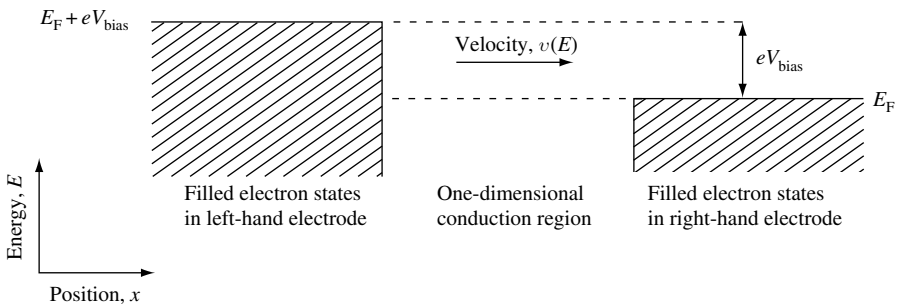 E_F + eV_bias
Velocity, υ(E)
eV_bias
E_F
Energy, E
Filled electron states
in left-hand electrode
One-dimensional
conduction region
Filled electron states
in right-hand electrode
Position, x